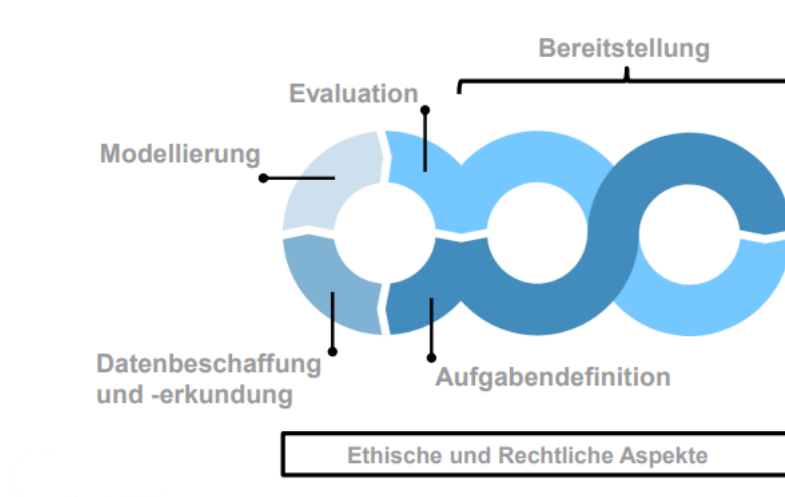 Bereitstellung
Evaluation
Modellierung
Datenbeschaffung
und -erkundung
Aufgabendefinition
Ethische und Rechtliche Aspekte